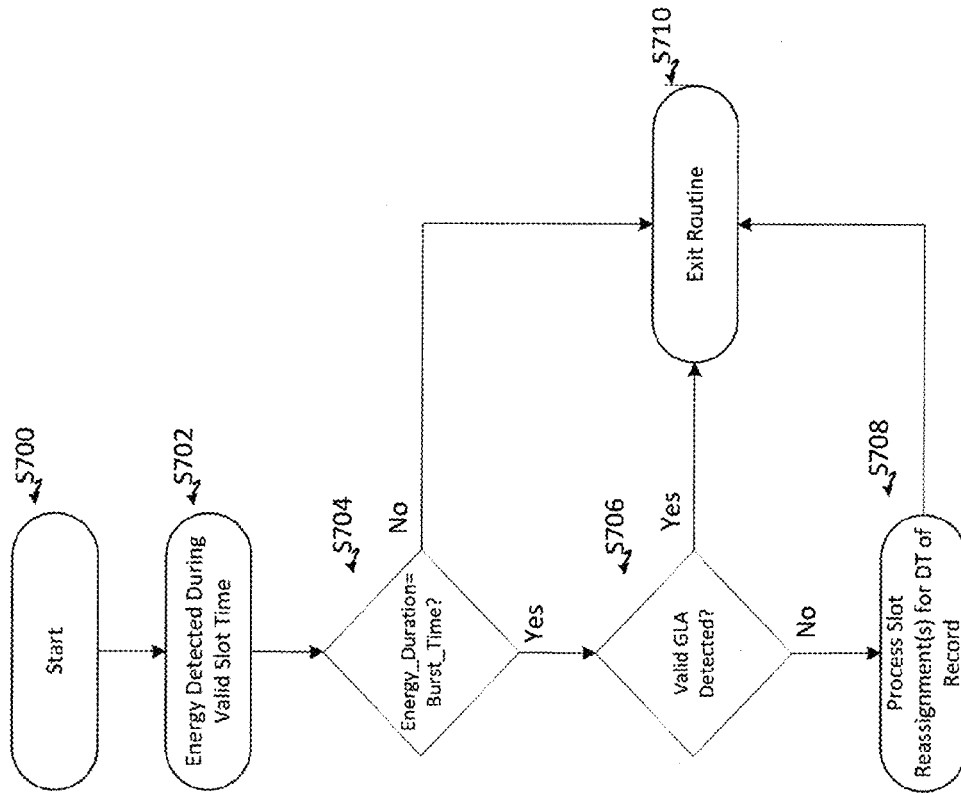 S700
Start
S702
Energy Detected During
Valid Slot Time
S704
Energy_Duration=
Burst_Time?
No
Yes
S706
Valid GLA
Detected?
Yes
No
S708
Process Slot
Reassignment(s) for DT of
Record
S710
Exit Routine